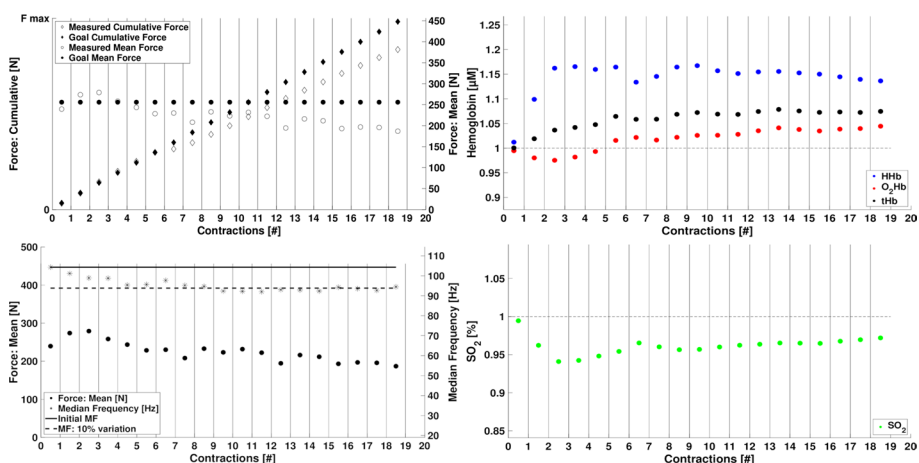 F max
Measured Cumulative Force
Goal Cumulative Force
Measured Mean Force
Goal Mean Force
Force: Cumulative [N]
0
0 1 2 3 4 5 6 7 8 9 10 11 12 13 14 15 16 17 18 19 20
Contractions [#]
450
400
350
300
250
200
150
100
50
0
Force: Mean [N]
1.25
1.2
1.15
1.1
1.05
1
0.95
0.9
Hemoglobin [µM]
HHb
O2Hb
tHb
0 1 2 3 4 5 6 7 8 9 10 11 12 13 14 15 16 17 18 19 20
Contractions [#]
500
400
300
200
100
0
Force: Mean [N]
Force: Mean [N]
Median Frequency [Hz]
Initial MF
MF: 10% variation
0 1 2 3 4 5 6 7 8 9 10 11 12 13 14 15 16 17 18 19 20
Contractions [#]
100
80
60
40
20
Median Frequency [Hz]
1.05
1
0.95
0.9
0.85
SO2 [%]
SO2
0 1 2 3 4 5 6 7 8 9 10 11 12 13 14 15 16 17 18 19 20
Contractions [#]